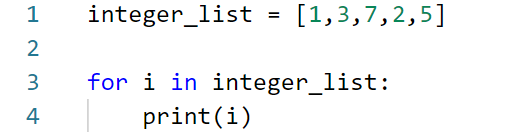 1 integer_list = [1,3,7,2,5]
2
3 for i in integer_list:
4     print(i)